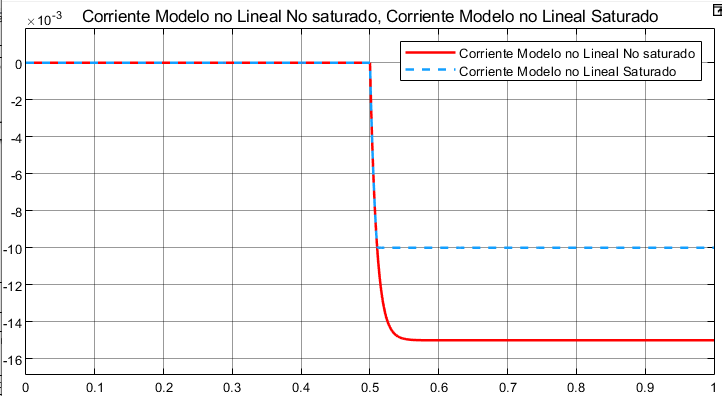 Corriente Modelo no Lineal No saturado, Corriente Modelo no Lineal Saturado
×10-3
Corriente Modelo no Lineal No saturado
Corriente Modelo no Lineal Saturado
0
-2
-4
-6
-8
-10
-12
-14
-16
0 0.1 0.2 0.3 0.4 0.5 0.6 0.7 0.8 0.9 1